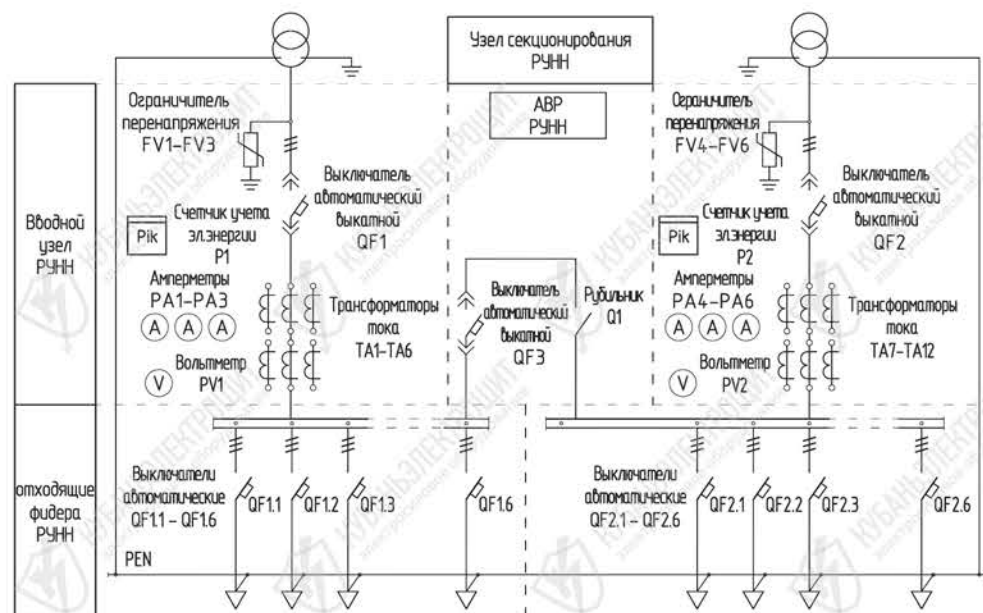 Узел секционирования
РУНН
АВР
РУНН
Вводной
узел
РУНН
Ограничитель
перенапряжения
FV1-FV3
Выключатель
автоматический
выкатной
QF1
Счетчик учета
эл.энергии
P1
Pik
Амперметры
PA1-PA3
A A A
Трансформаторы
тока
TA1-TA6
Вольтметр
PV1
V
Выключатель
автоматический
выкатной
QF3
Рубильник
Q1
Ограничитель
перенапряжения
FV4-FV6
Выключатель
автоматический
выкатной
QF2
Счетчик учета
эл.энергии
P2
Pik
Амперметры
PA4-PA6
A A A
Трансформаторы
тока
TA7-TA12
Вольтметр
PV2
V
отходящие
фидера
РУНН
Выключатели
автоматические
QF1.1 - QF1.6
QF1.1 QF1.2 QF1.3 QF1.6
Выключатели
автоматические
QF2.1 - QF2.6
QF2.1 QF2.2 QF2.3 QF2.6
PEN
КУБАНЬЭЛЕКТРОЩИТ